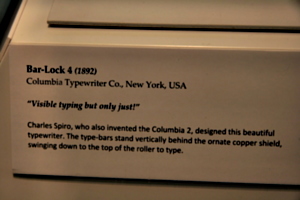 Bar-Lock 4 (1892)
Columbia Typewriter Co., New York, USA
"Visible typing but only just!"
Charles Spiro, who also invented the Columbia 2, designed this beautiful
typewriter. The type-bars stand vertically behind the ornate copper shield,
swinging down to the top of the roller to type.